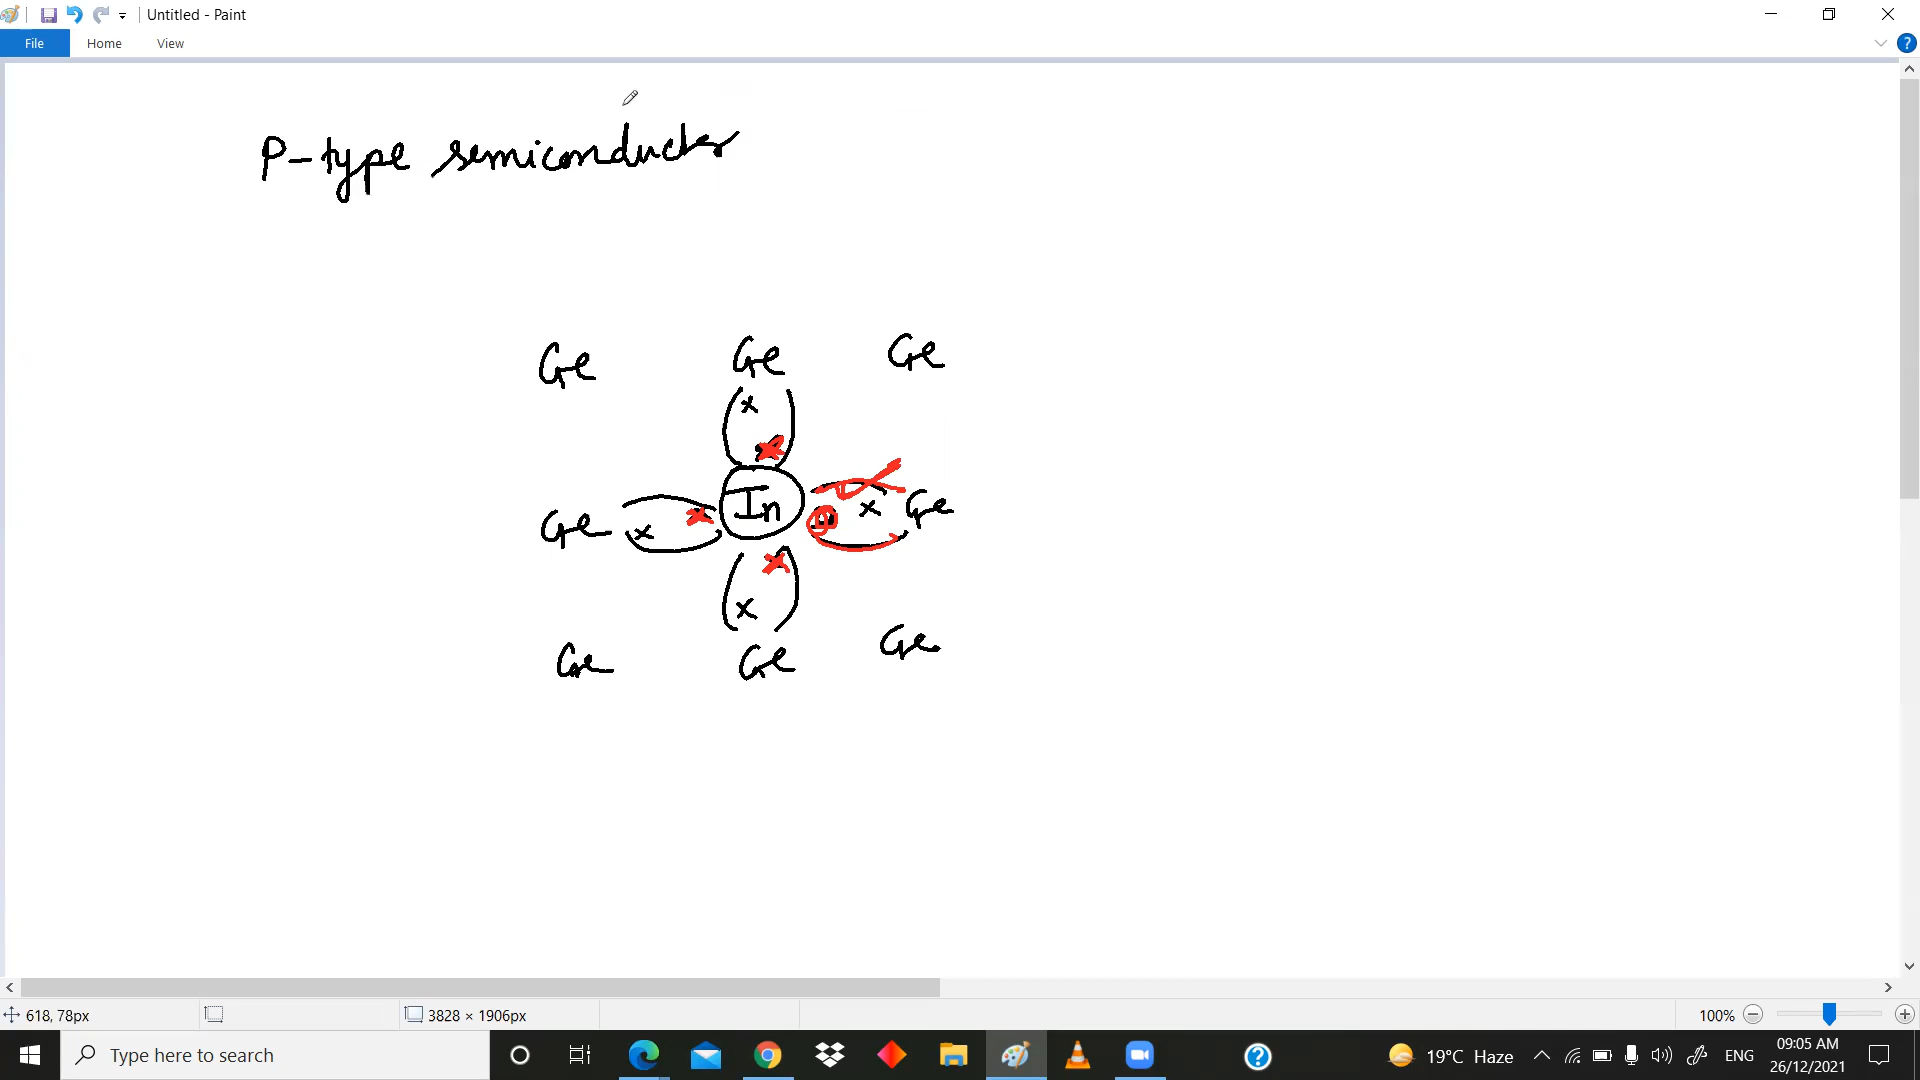 Untitled - Paint
File Home View
P-type semiconductor
Ge Ge Ge
x
x
Ge x x In x Ge
x
x
Ge Ge Ge
618, 78px 3828 × 1906px 100%
Type here to search 19°C Haze ENG 09:05 AM
26/12/2021